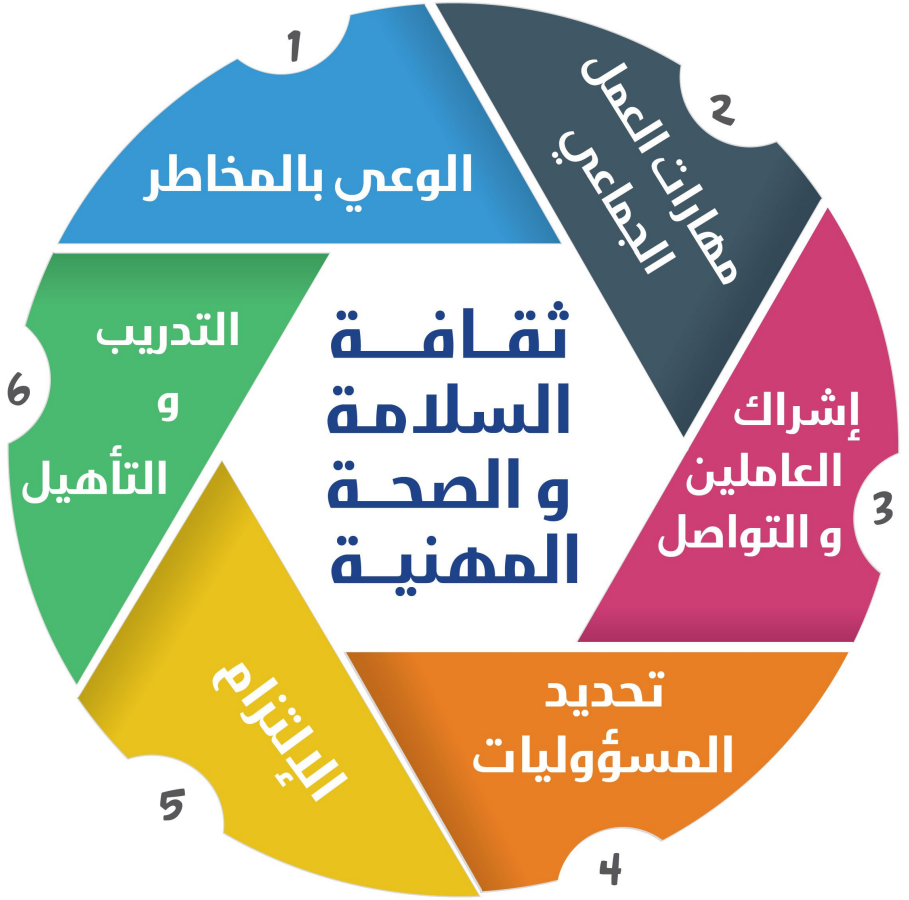 ثقافة
السلامة
و الصحة
المهنية
1
الوعي بالمخاطر
2
مهارات العمل
الجماعي
3
إشراك
العاملين
و التواصل
4
تحديد
المسؤوليات
5
الإلتزام
6
التدريب
و
التأهيل